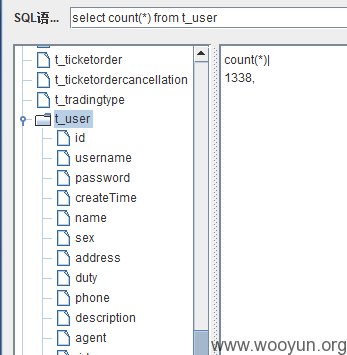 SQL语... select count(*) from t_user
t_ticketorder
t_ticketordercancellation
t_tradingtype
t_user
id
username
password
createTime
name
sex
address
duty
phone
description
agent
count(*)|
1338,
www.wooyun.org